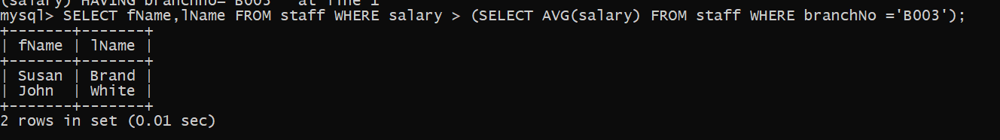 (salary) HAVING branchno='B003'' at line 1
mysql> SELECT fName,lName FROM staff WHERE salary > (SELECT AVG(salary) FROM staff WHERE branchNo ='B003');
+-------+-------+
| fName | lName |
+-------+-------+
| Susan | Brand |
| John  | White |
+-------+-------+
2 rows in set (0.01 sec)